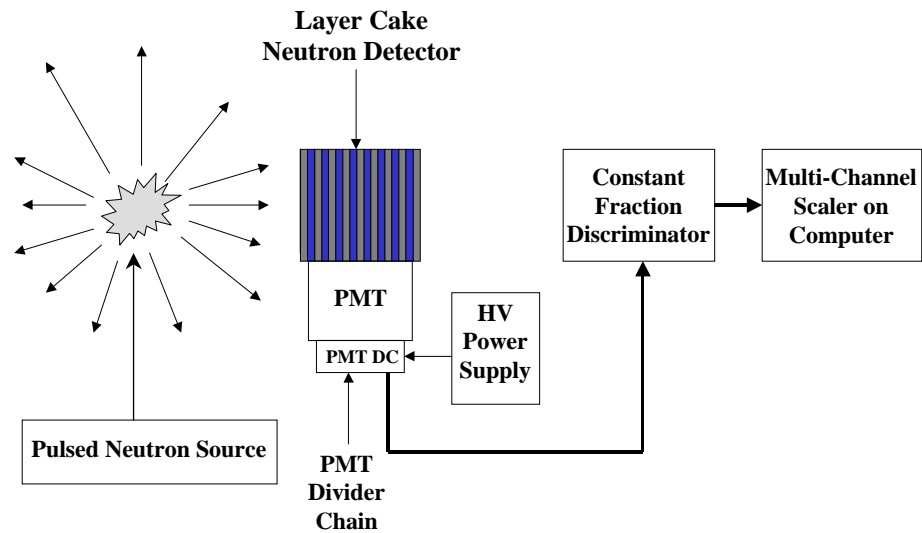 Layer Cake
Neutron Detector
Constant
Fraction
Discriminator
Multi-Channel
Scaler on
Computer
PMT
HV
Power
Supply
PMT DC
Pulsed Neutron Source
PMT
Divider
Chain